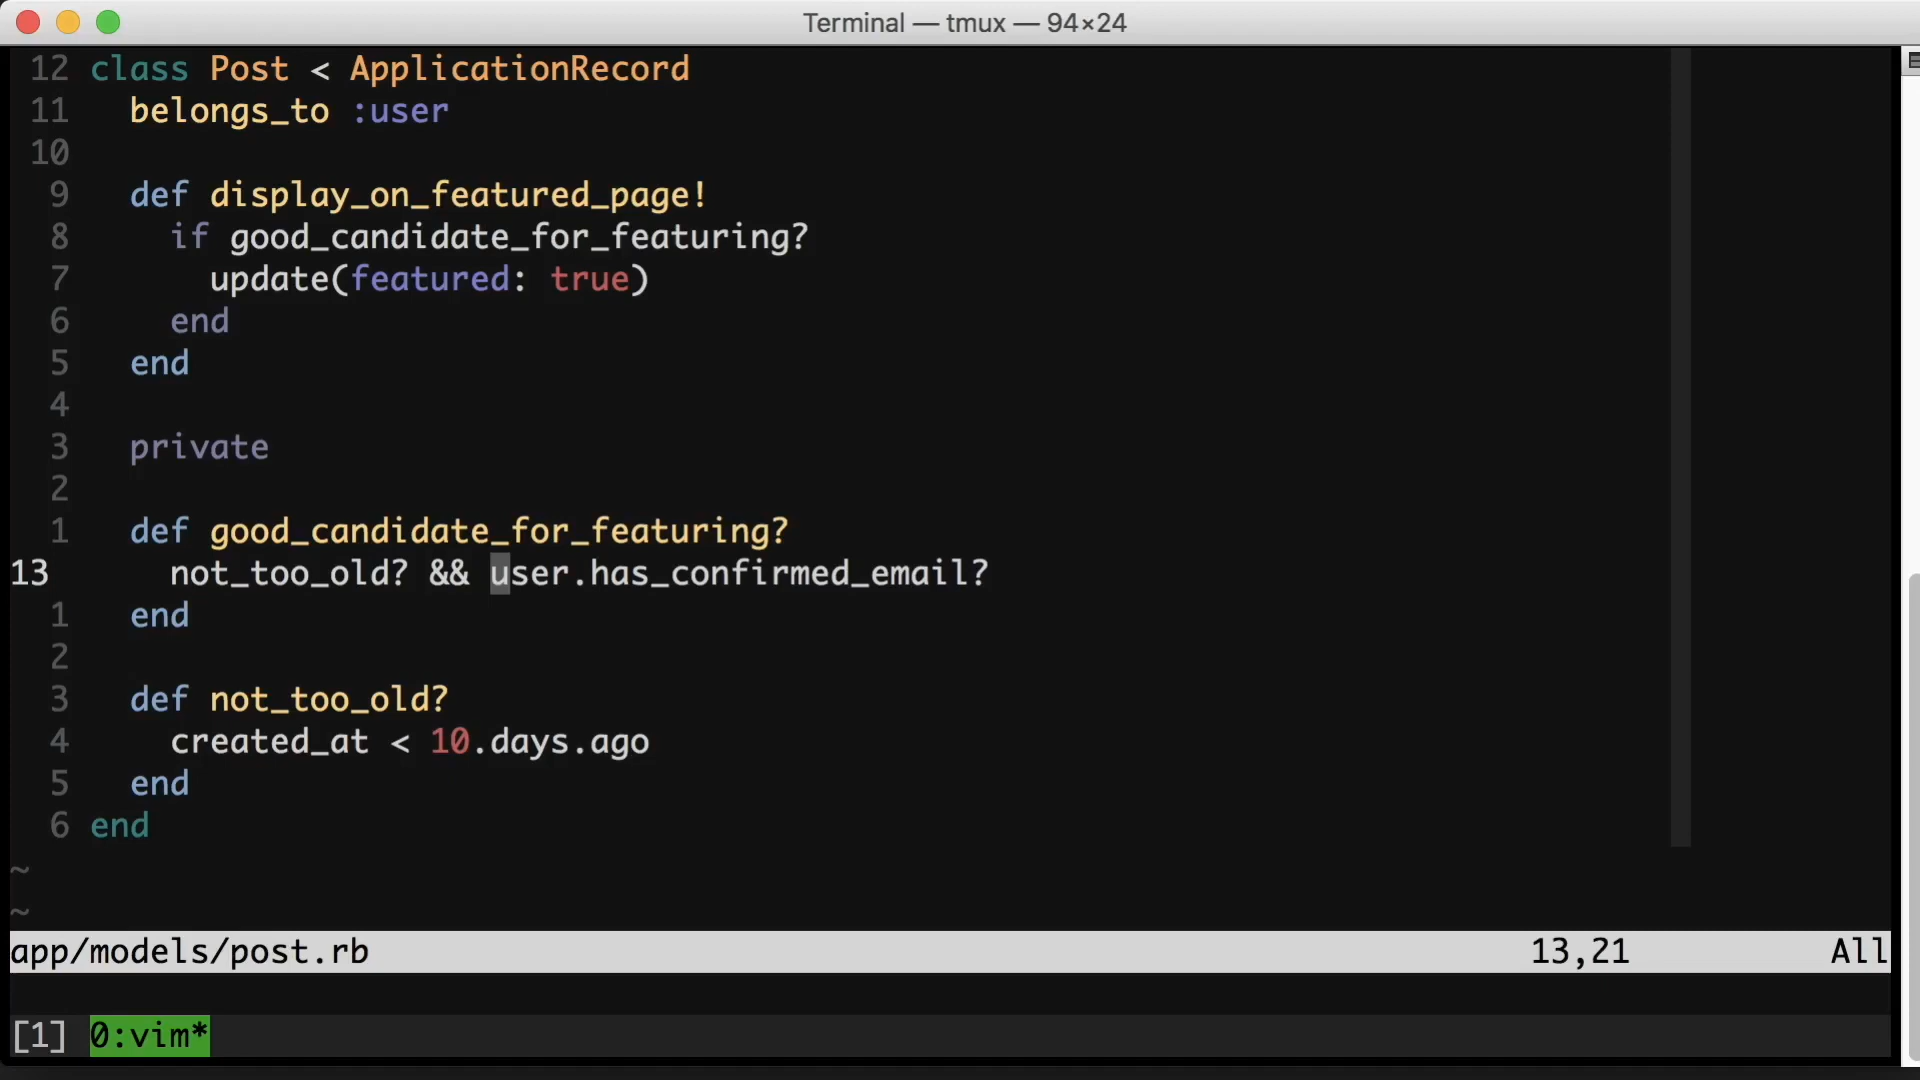 Terminal — tmux — 94×24
12 class Post < ApplicationRecord
11   belongs_to :user
10
9   def display_on_featured_page!
8     if good_candidate_for_featuring?
7       update(featured: true)
6     end
5   end
4
3   private
2
1   def good_candidate_for_featuring?
13     not_too_old? && user.has_confirmed_email?
1   end
2
3   def not_too_old?
4     created_at < 10.days.ago
5   end
6 end
~
~
app/models/post.rb 13,21 All
[1] 0:vim*